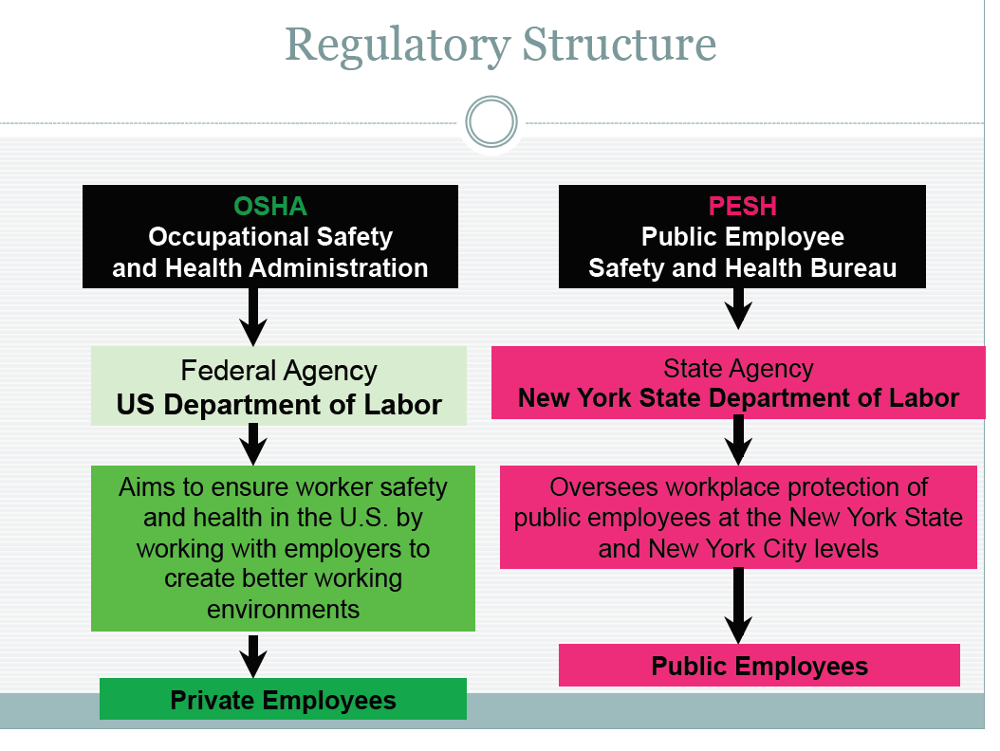 Regulatory Structure
OSHA
Occupational Safety
and Health Administration
Federal Agency
US Department of Labor
Aims to ensure worker safety
and health in the U.S. by
working with employers to
create better working
environments
Private Employees
PESH
Public Employee
Safety and Health Bureau
State Agency
New York State Department of Labor
Oversees workplace protection of
public employees at the New York State
and New York City levels
Public Employees